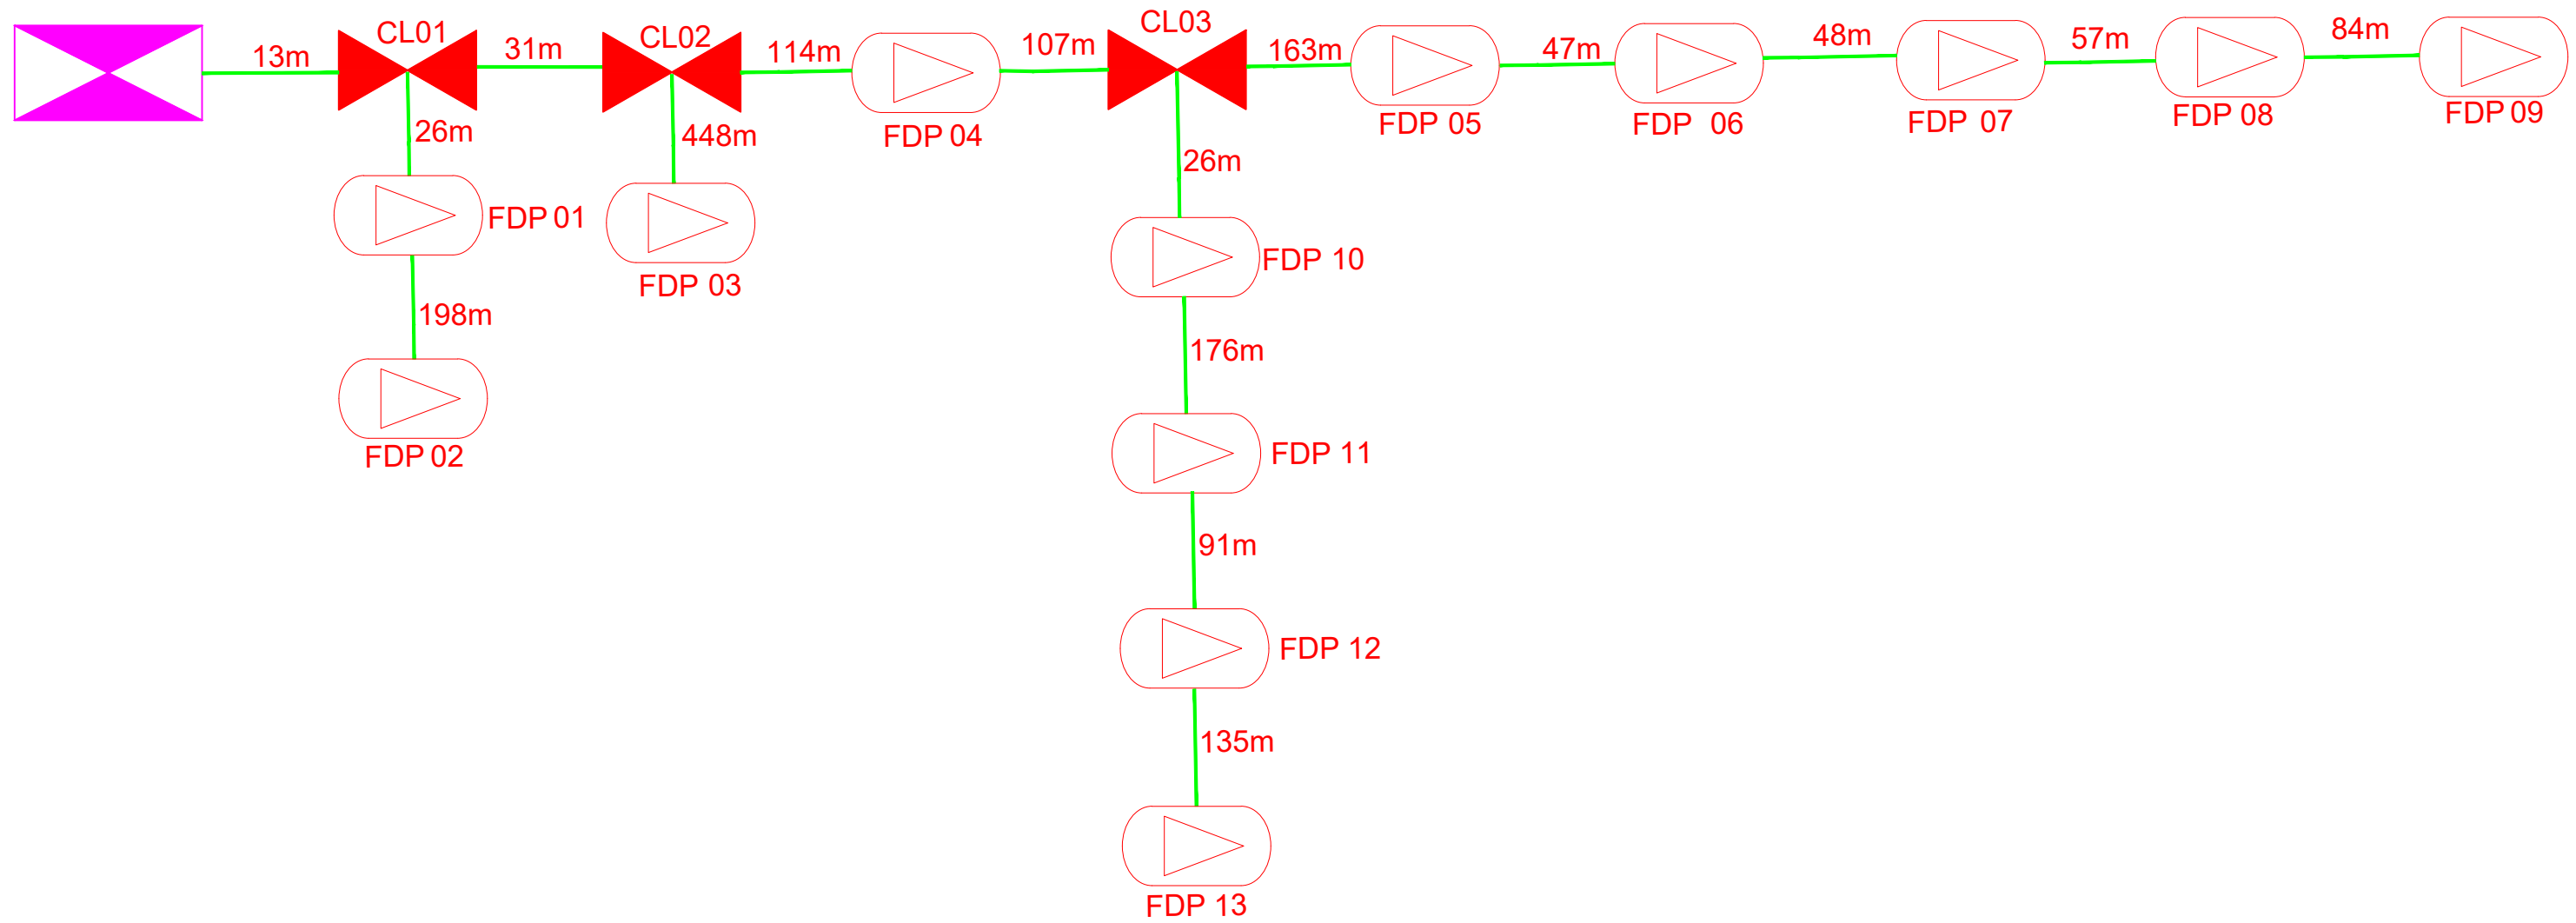 13m
CL01
31m
CL02
114m
FDP 04
107m
CL03
163m
FDP 05
47m
FDP 06
48m
FDP 07
57m
FDP 08
84m
FDP 09
26m
FDP 01
198m
FDP 02
448m
FDP 03
26m
FDP 10
176m
FDP 11
91m
FDP 12
135m
FDP 13